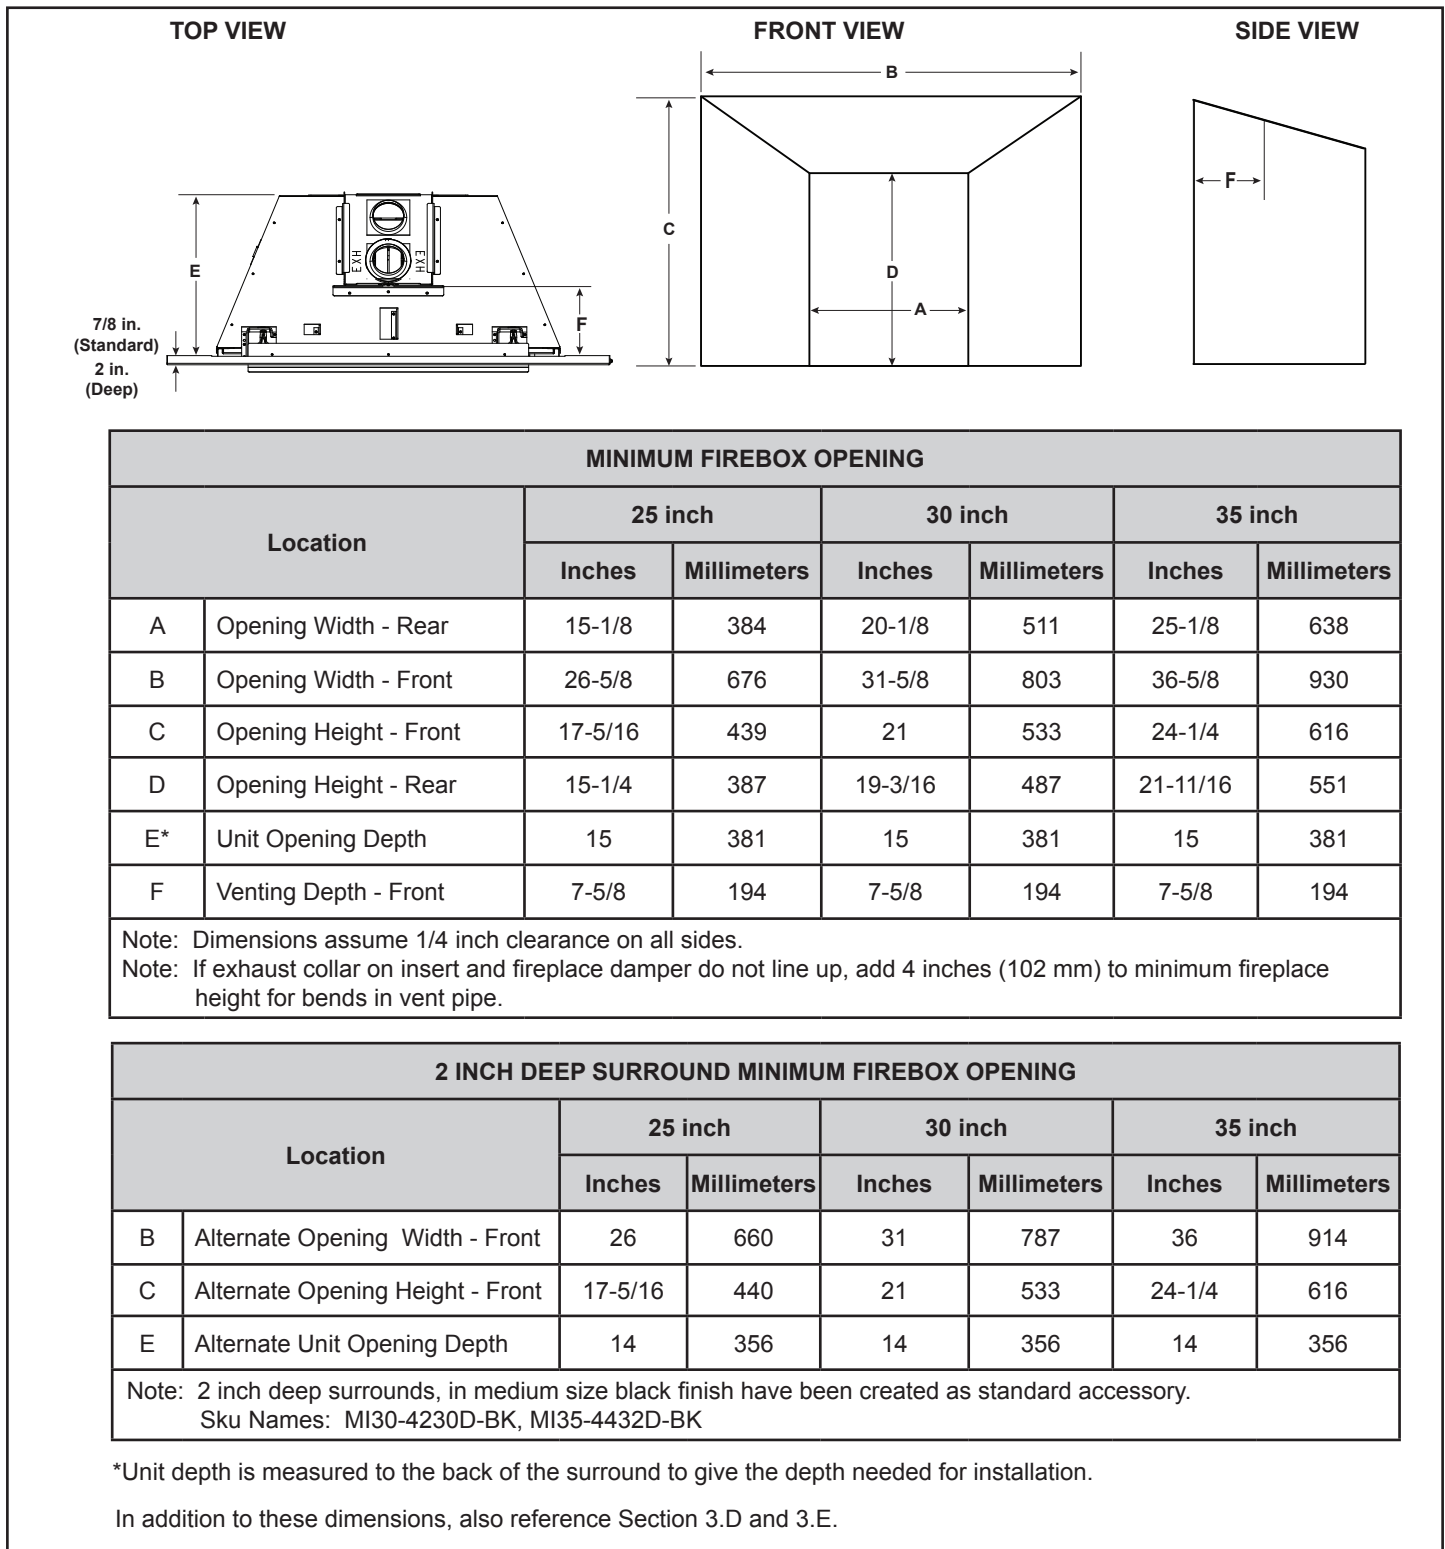 TOP VIEW
FRONT VIEW
SIDE VIEW
B
C
D
A
F
E
EXH
EXH
F
7/8 in.
(Standard)
2 in.
(Deep)
MINIMUM FIREBOX OPENING
Location 25 inch 30 inch 35 inch
Inches Millimeters Inches Millimeters Inches Millimeters
A Opening Width - Rear 15-1/8 384 20-1/8 511 25-1/8 638
B Opening Width - Front 26-5/8 676 31-5/8 803 36-5/8 930
C Opening Height - Front 17-5/16 439 21 533 24-1/4 616
D Opening Height - Rear 15-1/4 387 19-3/16 487 21-11/16 551
E* Unit Opening Depth 15 381 15 381 15 381
F Venting Depth - Front 7-5/8 194 7-5/8 194 7-5/8 194
Note: Dimensions assume 1/4 inch clearance on all sides.
Note: If exhaust collar on insert and fireplace damper do not line up, add 4 inches (102 mm) to minimum fireplace
height for bends in vent pipe.
2 INCH DEEP SURROUND MINIMUM FIREBOX OPENING
Location 25 inch 30 inch 35 inch
Inches Millimeters Inches Millimeters Inches Millimeters
B Alternate Opening Width - Front 26 660 31 787 36 914
C Alternate Opening Height - Front 17-5/16 440 21 533 24-1/4 616
E Alternate Unit Opening Depth 14 356 14 356 14 356
Note: 2 inch deep surrounds, in medium size black finish have been created as standard accessory.
Sku Names: MI30-4230D-BK, MI35-4432D-BK
*Unit depth is measured to the back of the surround to give the depth needed for installation.
In addition to these dimensions, also reference Section 3.D and 3.E.